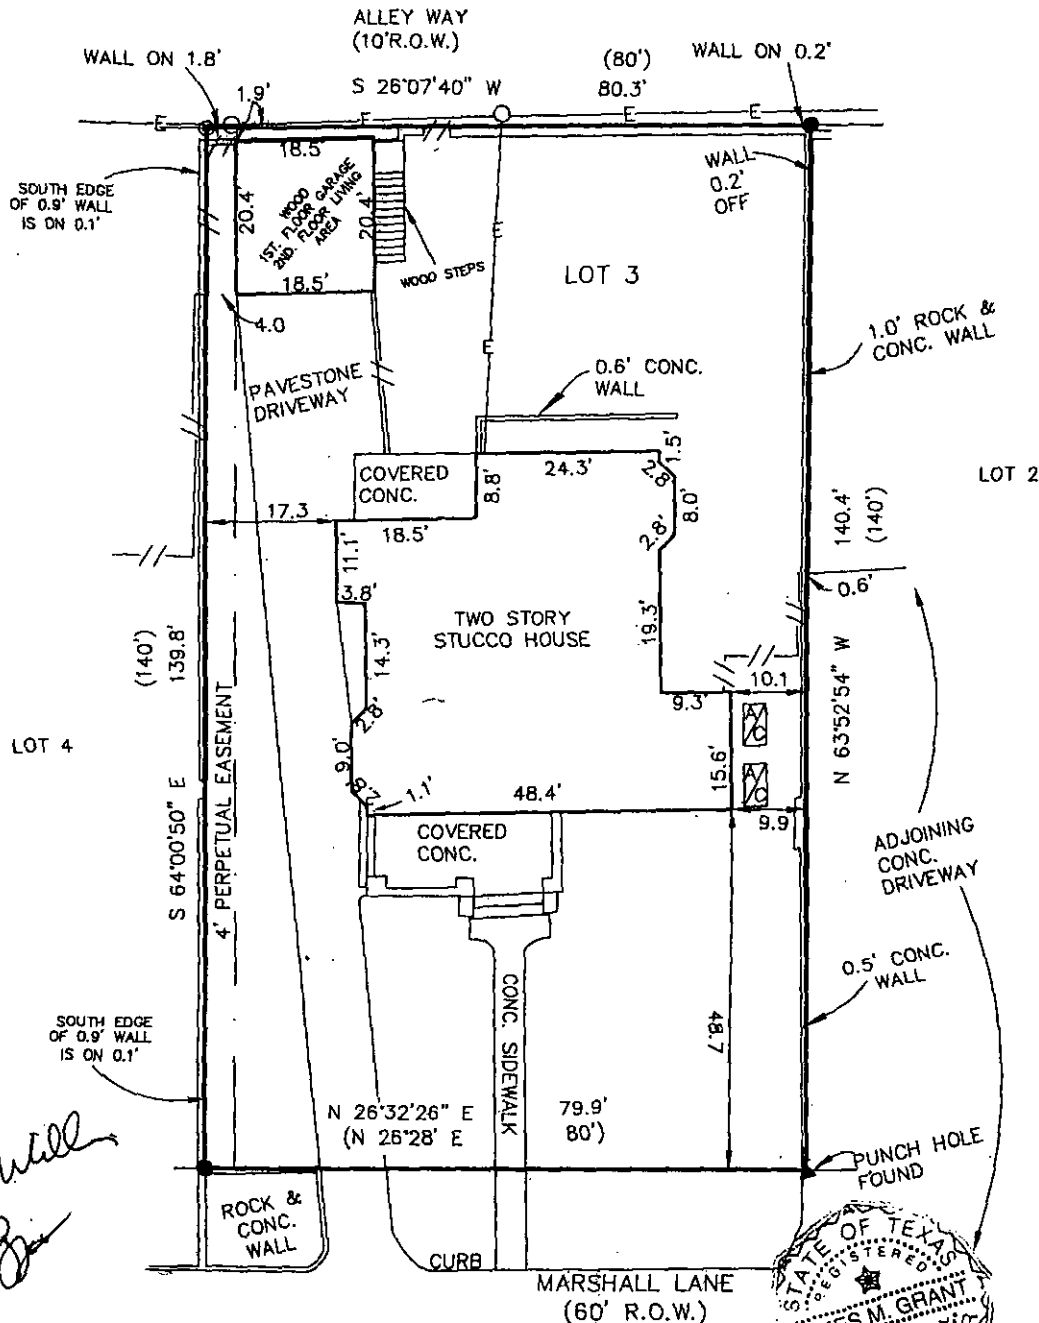 ALLEY WAY
(10'R.O.W.)
WALL ON 1.8'
S 26°07'40" W
(80')
80.3'
WALL ON 0.2'
1.9'
E
E
E
E
SOUTH EDGE
OF 0.9' WALL
IS ON 0.1'
18.5'
20.4'
WOOD
1ST. FLOOR GARAGE
2ND. FLOOR LIVING
AREA
20.4'
18.5'
WOOD STEPS
E
E
WALL
0.2'
OFF
LOT 3
4.0
1.0' ROCK &
CONC. WALL
PAVESTONE
DRIVEWAY
0.6' CONC.
WALL
COVERED
CONC.
8.8'
24.3'
1.5'
2.8'
8.0'
2.8'
LOT 2
140.4'
(140')
17.3
18.5'
11.1'
3.8'
0.6'
TWO STORY
STUCCO HOUSE
19.3'
14.3'
(140')
139.8'
10.1
9.3'
N 63°52'54" W
A/C
A/C
15.6'
LOT 4
S 64°00'50" E
4' PERPETUAL EASEMENT
2.8'
9.0'
1.1'
48.4'
9.9
COVERED
CONC.
ADJOINING
CONC.
DRIVEWAY
0.5' CONC.
WALL
CONC. SIDEWALK
48.7
SOUTH EDGE
OF 0.9' WALL
IS ON 0.1'
N 26°32'26" E
(N 26°28' E
79.9'
80')
PUNCH HOLE
FOUND
ROCK &
CONC.
WALL
CURB
MARSHALL LANE
(60' R.O.W.)
STATE OF TEXAS
REGISTERED
M. GRANT